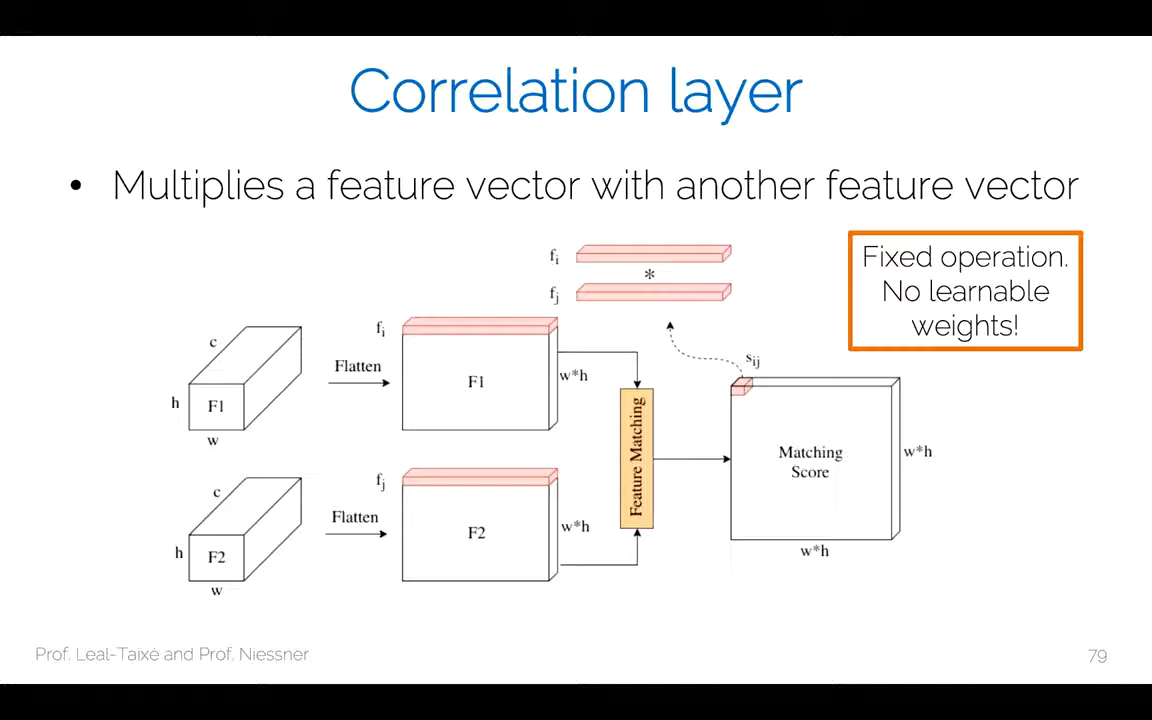 Correlation layer
• Multiplies a feature vector with another feature vector
Fixed operation.
No learnable
weights!
fi
*
fj
sij
c
h
F1
w
Flatten
fi
F1
w*h
Feature Matching
Matching
Score
w*h
w*h
c
h
F2
w
Flatten
fj
F2
w*h
Prof. Leal-Taixé and Prof. Niessner
79